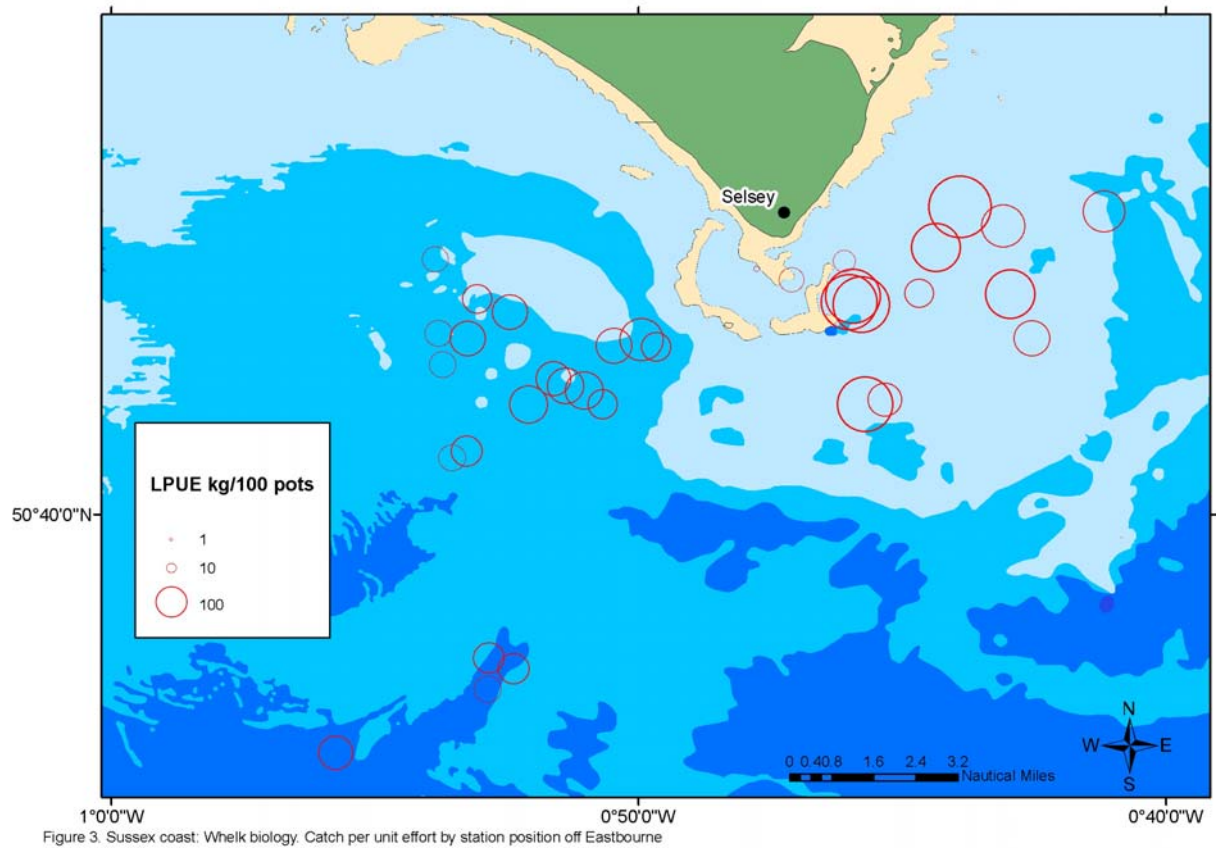 Selsey
50°40'0"N
LPUE kg/100 pots
1
10
100
N
W E
S
0 0.40.8 1.6 2.4 3.2
Nautical Miles
1°00'0"W 0°50'0"W 0°40'0"W
Figure 3. Sussex coast: Whelk biology. Catch per unit effort by station position off Eastbourne